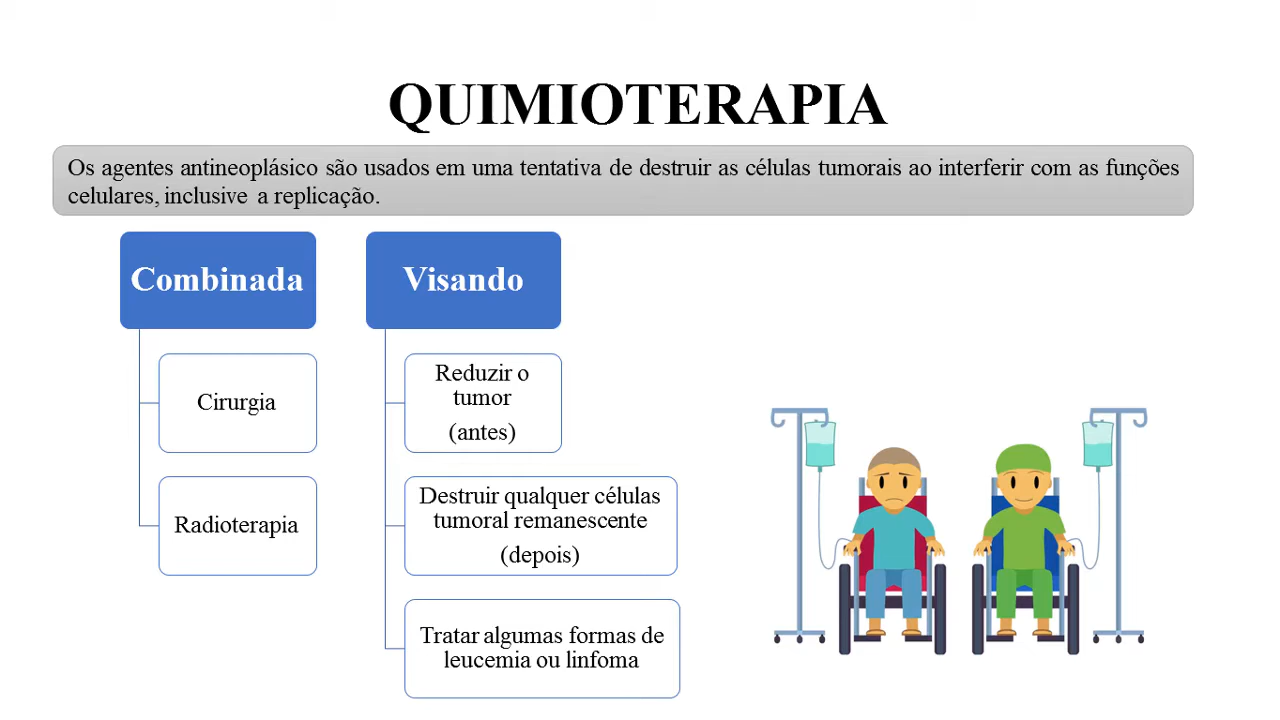 QUIMIOTERAPIA
Os agentes antineoplásico são usados em uma tentativa de destruir as células tumorais ao interferir com as funções
celulares, inclusive a replicação.
Combinada
Cirurgia
Radioterapia
Visando
Reduzir o
tumor
(antes)
Destruir qualquer células
tumoral remanescente
(depois)
Tratar algumas formas de
leucemia ou linfoma